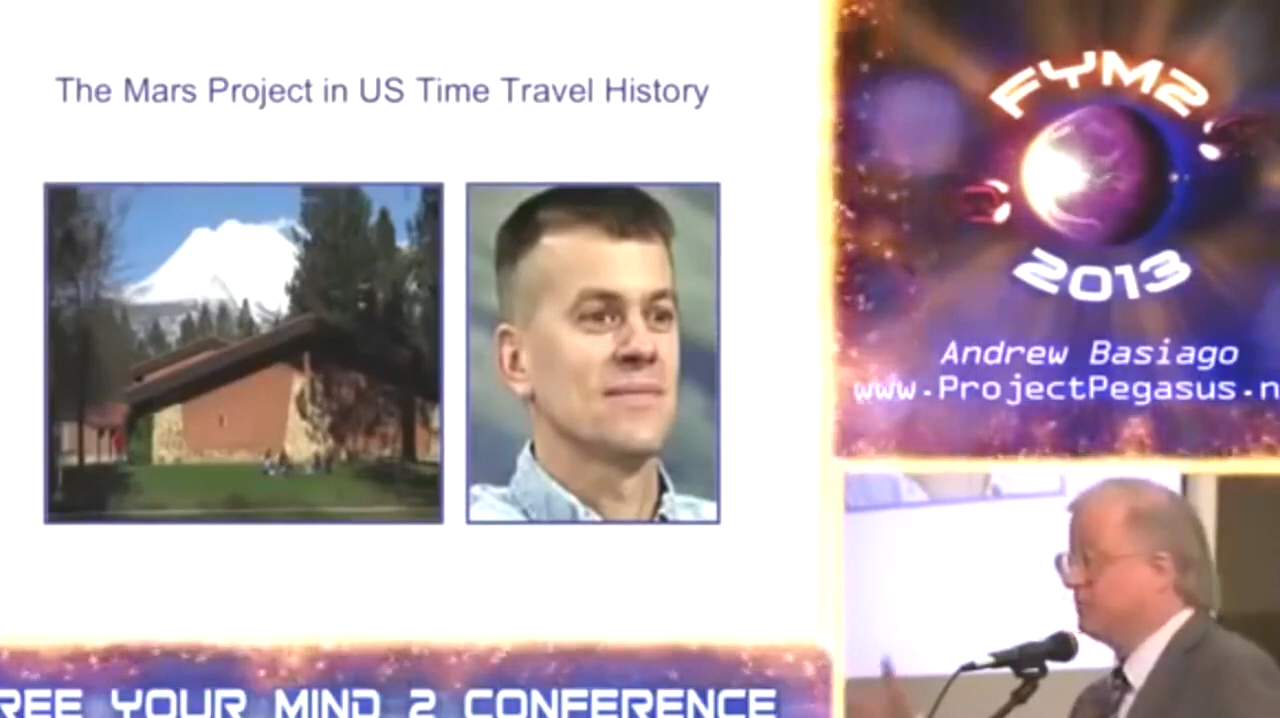 The Mars Project in US Time Travel History
FYM2
2013
Andrew Basiago
www.ProjectPegasus.n
REE YOUR MIND 2 CONFERENCE